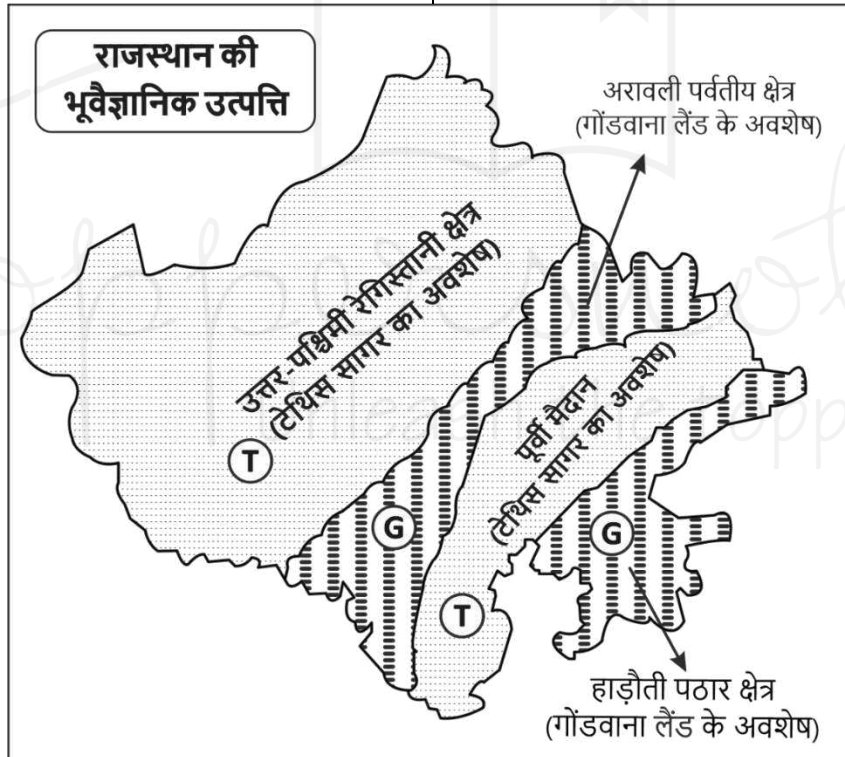 राजस्थान की
भूवैज्ञानिक उत्पत्ति
अरावली पर्वतीय क्षेत्र
(गोंडवाना लैंड के अवशेष)
उत्तर-पश्चिमी रेगिस्तानी क्षेत्र
(टेथिस सागर का अवशेष)
T
पूर्वी मैदान
(टेथिस सागर का अवशेष)
G
G
T
हाड़ौती पठार क्षेत्र
(गोंडवाना लैंड के अवशेष)